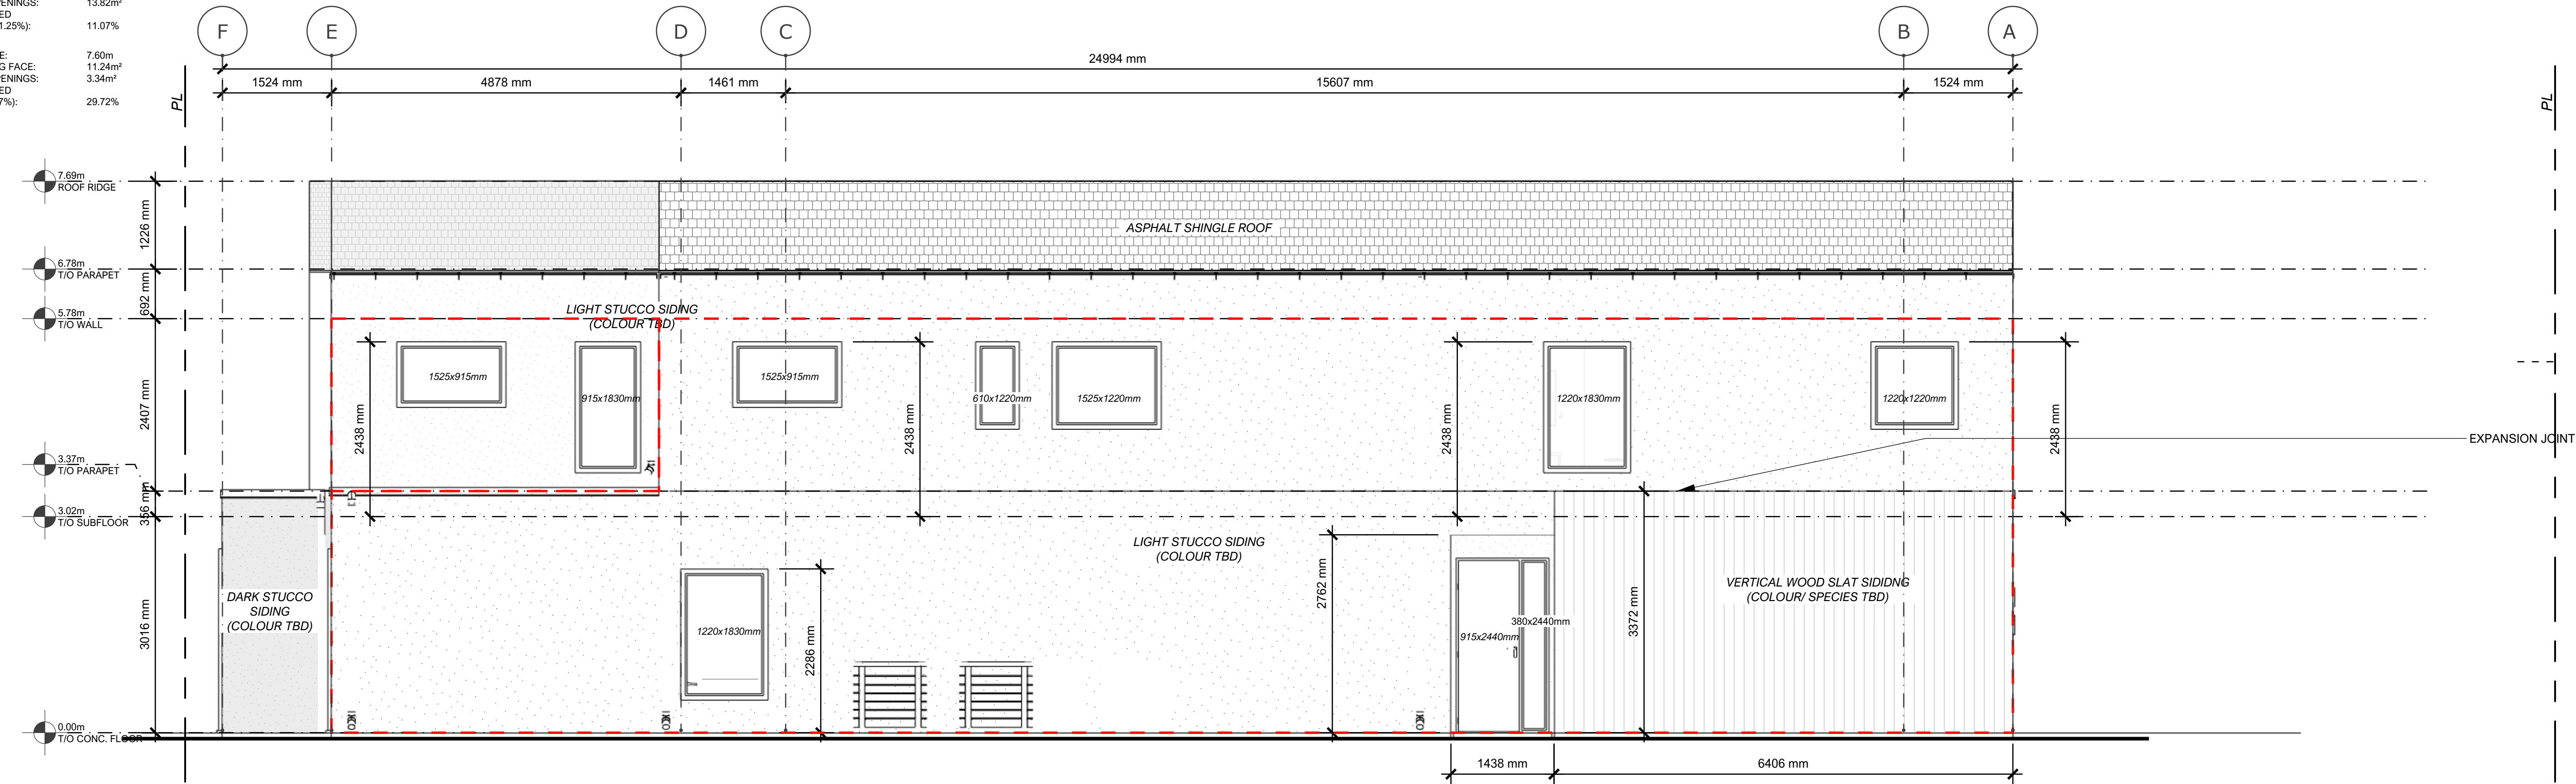 PENINGS: 13.82m²
ED
1.25%): 11.07%
E: 7.60m
G FACE: 11.24m²
PENINGS: 3.34m²
ED
7%): 29.72%
F E D C B A
24994 mm
1524 mm 4878 mm 1461 mm 15607 mm 1524 mm
PL
PL
7.69m
ROOF RIDGE
1226 mm
ASPHALT SHINGLE ROOF
6.78m
T/O PARAPET
692 mm
LIGHT STUCCO SIDING
(COLOUR TBD)
5.78m
T/O WALL
2407 mm
1525x915mm
915x1830mm
1525x915mm
610x1220mm
1525x1220mm
1220x1830mm
1220x1220mm
2438 mm
2438 mm
2438 mm
2438 mm
EXPANSION JOINT
3.37m
T/O PARAPET
356 mm
3.02m
T/O SUBFLOOR
3016 mm
LIGHT STUCCO SIDING
(COLOUR TBD)
DARK STUCCO
SIDING
(COLOUR TBD)
1220x1830mm
2286 mm
2762 mm
915x2440mm
380x2440mm
3372 mm
VERTICAL WOOD SLAT SIDIDNG
(COLOUR/ SPECIES TBD)
0.00m
T/O CONC. FLOOR
1438 mm 6406 mm